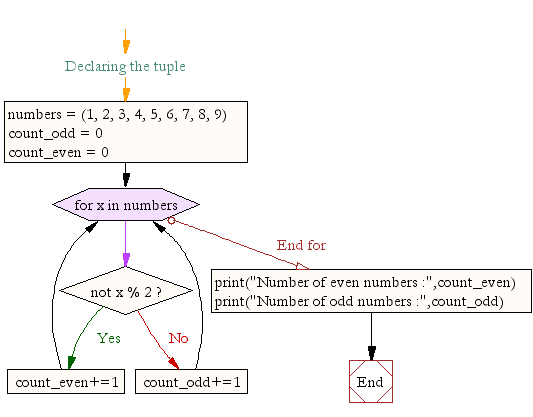 Declaring the tuple
numbers = (1, 2, 3, 4, 5, 6, 7, 8, 9)
count_odd = 0
count_even = 0
for x in numbers
End for
not x % 2 ?
print("Number of even numbers :",count_even)
print("Number of odd numbers :",count_odd)
Yes
No
count_even+=1
count_odd+=1
End